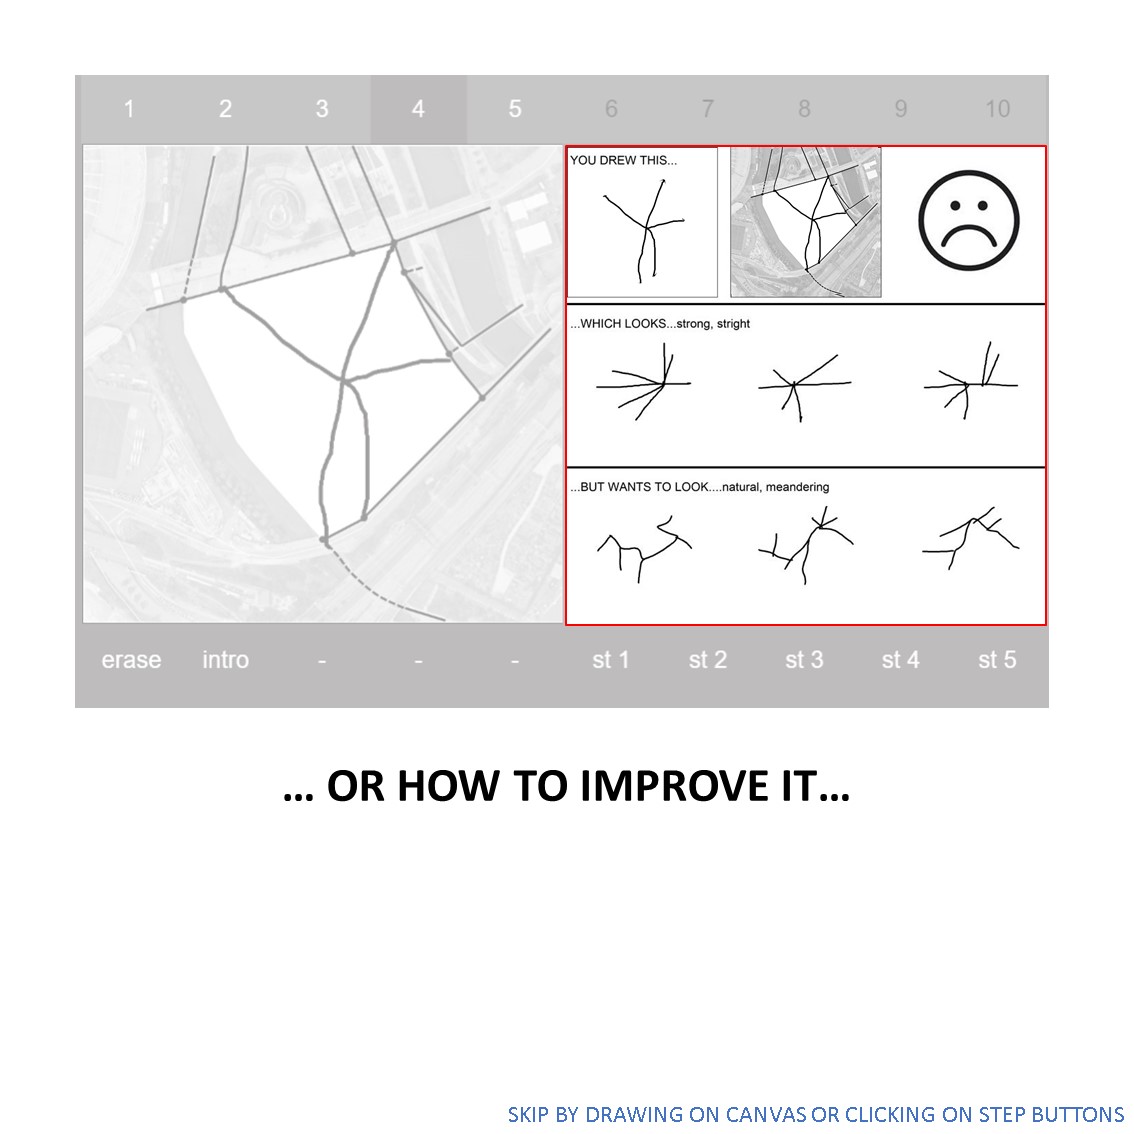 1 2 3 4 5 6 7 8 9 10
YOU DREW THIS...
...WHICH LOOKS...strong, stright
...BUT WANTS TO LOOK....natural, meandering
erase intro - - - st 1 st 2 st 3 st 4 st 5
... OR HOW TO IMPROVE IT...
SKIP BY DRAWING ON CANVAS OR CLICKING ON STEP BUTTONS